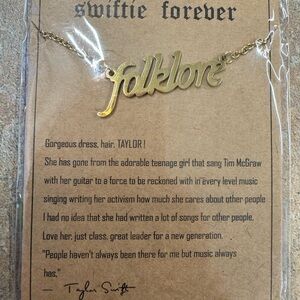 swiftie forever
folklore
Gorgeous dress, hair, TAYLOR !
She has gone from the adorable teenage girl that sang Tim McGraw
with her guitar to a force to be reckoned with in every level music
singing writing her activism how much she cares about other people
I had no idea that she had written a lot of songs for other people.
Love her, just class, great leader for a new generation.
"People haven't always been there for me but music always
has."
— Taylor Swift